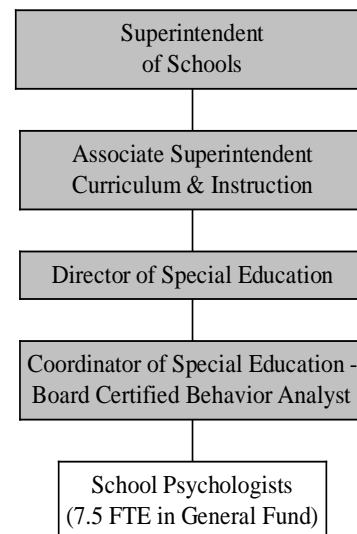 Superintendent
of Schools
Associate Superintendent
Curriculum & Instruction
Director of Special Education
Coordinator of Special Education -
Board Certified Behavior Analyst
School Psychologists
(7.5 FTE in General Fund)